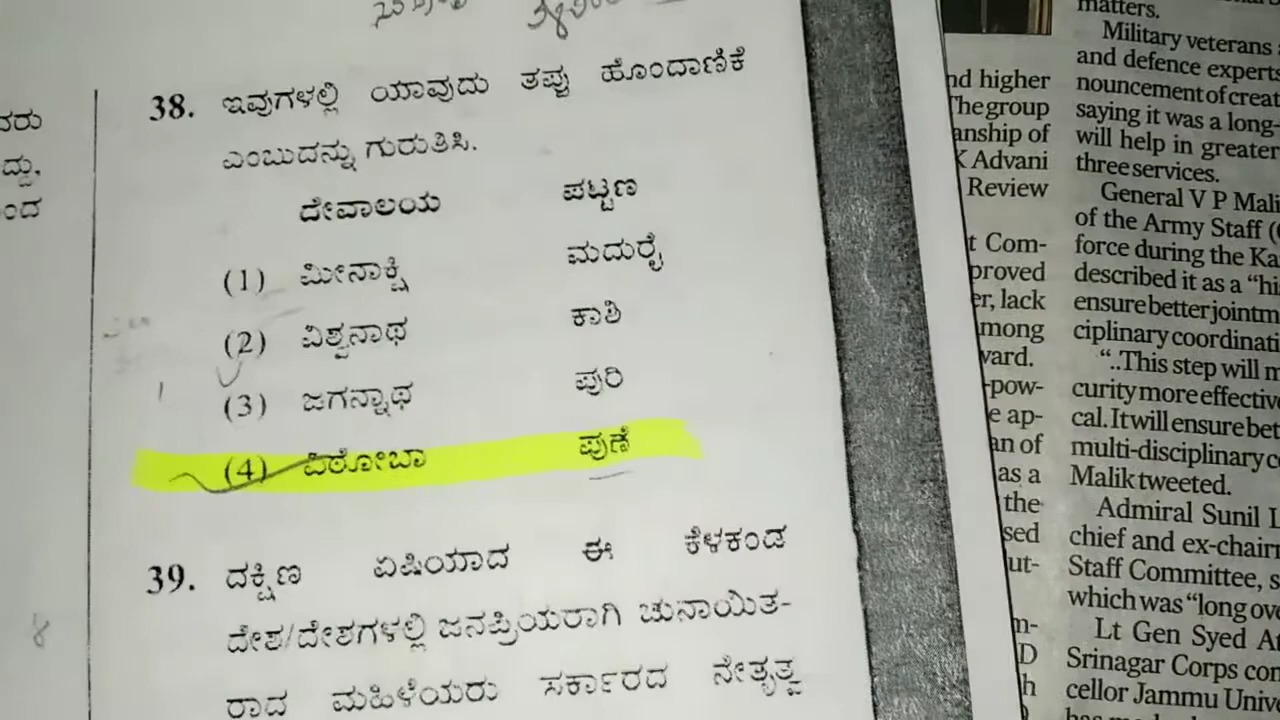 ವರು
ದ್ದು,
ಂದ
38. ಇವುಗಳಲ್ಲಿ ಯಾವುದು ತಪ್ಪು ಹೊಂದಾಣಿಕೆ
ಎಂಬುದನ್ನು ಗುರುತಿಸಿ.
ದೇವಾಲಯ ಪಟ್ಟಣ
(1) ಮೀನಾಕ್ಷಿ ಮದುರೈ
(2) ವಿಶ್ವನಾಥ ಕಾಶಿ
(3) ಜಗನ್ನಾಥ ಪುರಿ
(4) ವಿಠೋಬಾ ಪುಣೆ
39. ದಕ್ಷಿಣ ಏಷಿಯಾದ ಈ ಕೆಳಕಂಡ
ದೇಶ/ದೇಶಗಳಲ್ಲಿ ಜನಪ್ರಿಯರಾಗಿ ಚುನಾಯಿತ-
ರಾದ ಮಹಿಳೆಯರು ಸರ್ಕಾರದ ನೇತೃತ್ವ
nd higher
The group
anship of
K Advani
Review
t Com-
proved
er, lack
mong
ward.
-pow-
e ap-
an of
as a
the
sed
ut-
m-
D
h
matters.
Military veterans
and defence experts
nouncement of creat
saying it was a long-
will help in greater
three services.
General V P Mali
of the Army Staff (
force during the Ka
described it as a “hi
ensure better jointm
ciplinary coordinati
“..This step will m
curity more effective
cal. It will ensure bet
multi-disciplinary c
Malik tweeted.
Admiral Sunil L
chief and ex-chairm
Staff Committee, s
which was “long ov
Lt Gen Syed A
Srinagar Corps com
cellor Jammu Unive